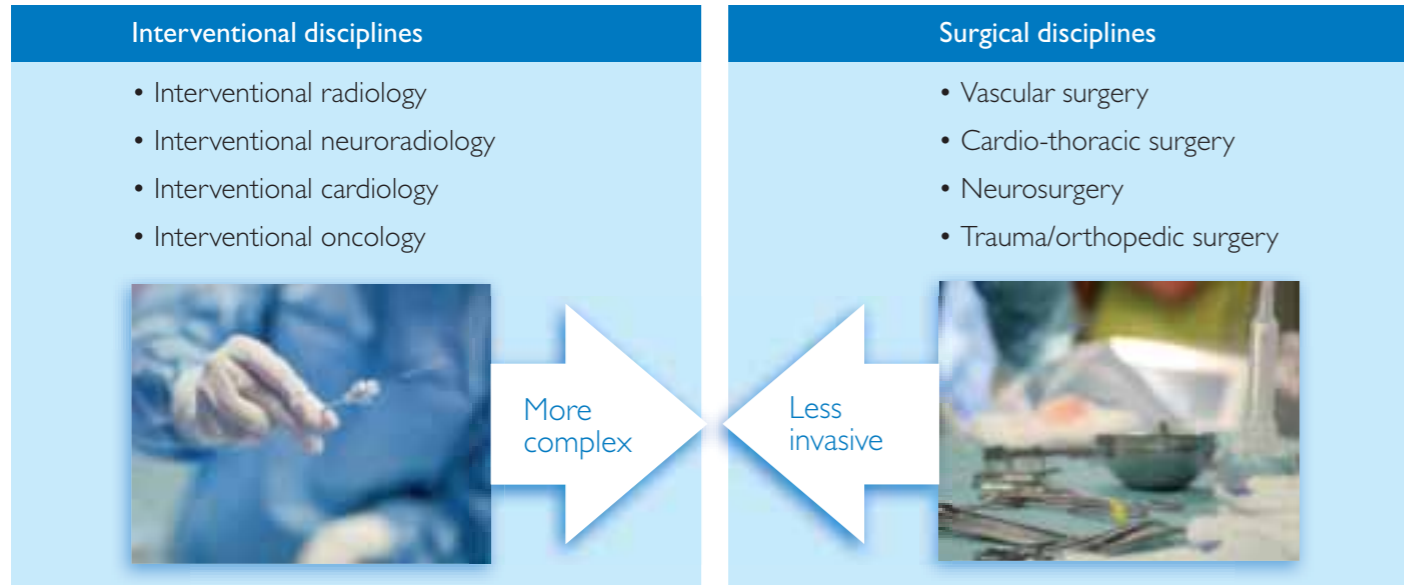 Interventional disciplines
• Interventional radiology
• Interventional neuroradiology
• Interventional cardiology
• Interventional oncology
More
complex
Surgical disciplines
• Vascular surgery
• Cardio-thoracic surgery
• Neurosurgery
• Trauma/orthopedic surgery
Less
invasive